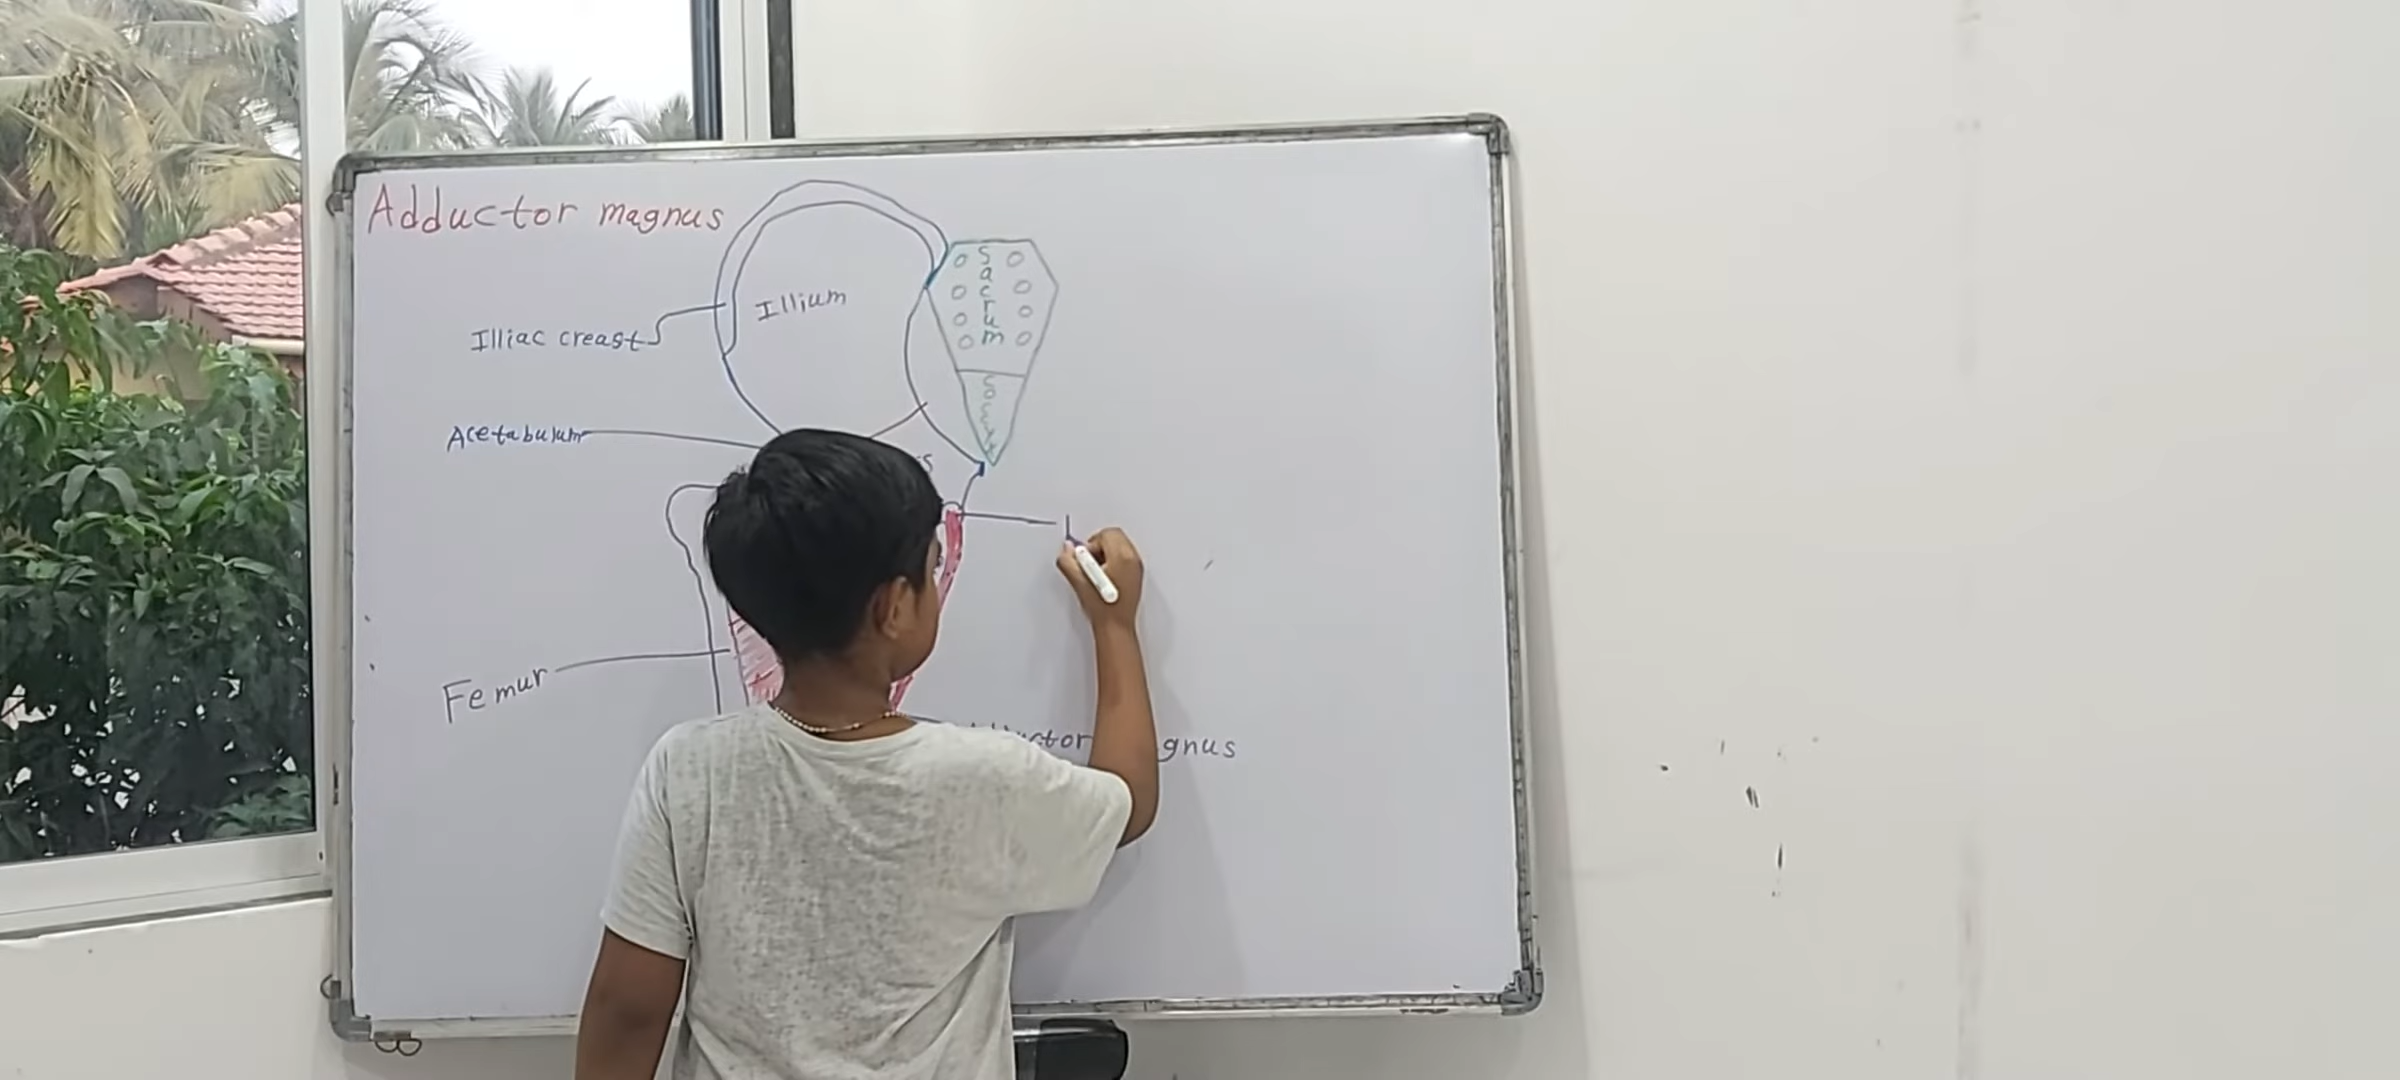 Adductor magnus
Illium
Sacrum
Illiac creast
Acetabulum
Femur
gnus